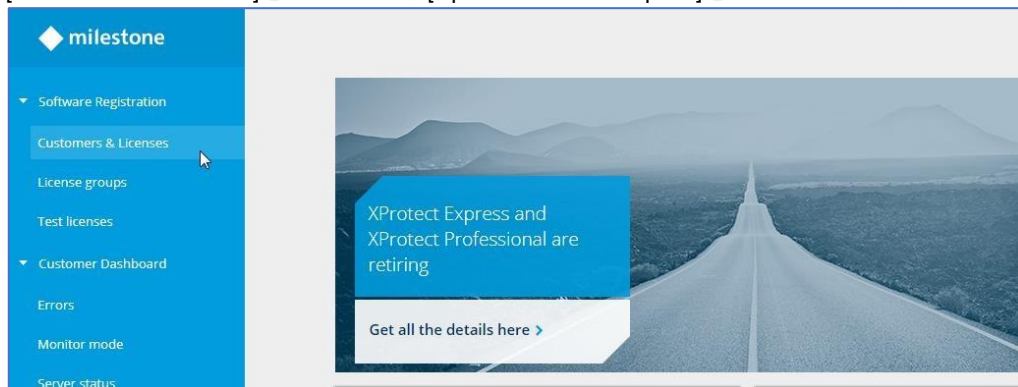 milestone
Software Registration
Customers & Licenses
License groups
Test licenses
Customer Dashboard
Errors
Monitor mode
Server status
XProtect Express and
XProtect Professional are
retiring
Get all the details here >